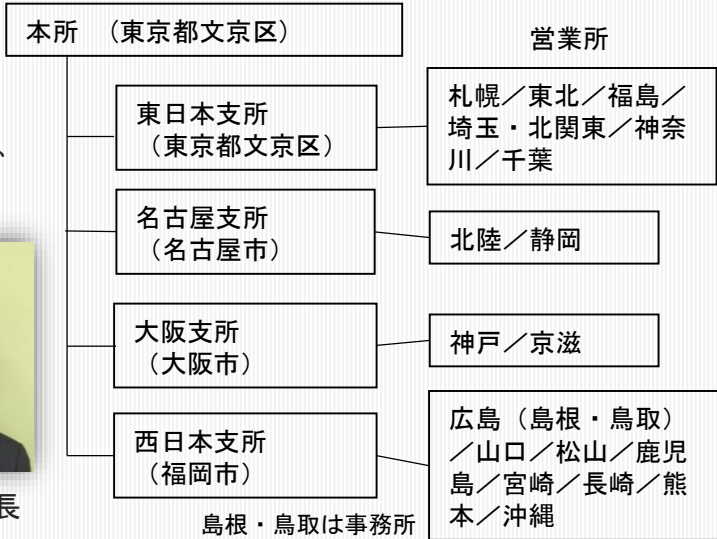 本所 (東京都文京区)
営業所
東日本支所
(東京都文京区)
札幌/東北/福島/
埼玉・北関東/神奈
川/千葉
、
名古屋支所
(名古屋市)
北陸/静岡
大阪支所
(大阪市)
神戸/京滋
西日本支所
(福岡市)
広島(島根・鳥取)
/山口/松山/鹿児
島/宮崎/長崎/熊
本/沖縄
長
島根・鳥取は事務所